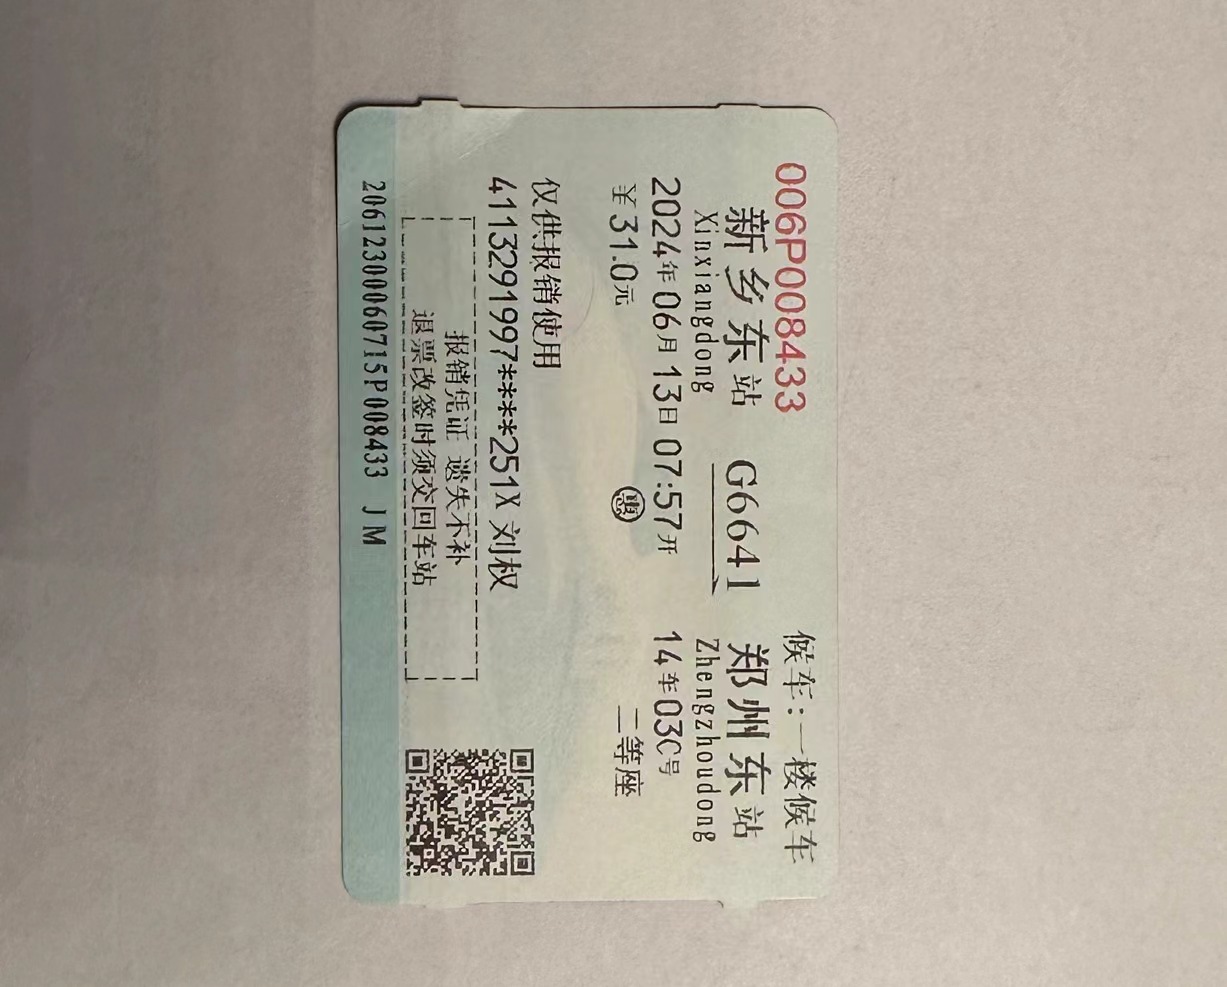 006P008433 候车:一楼候车
新乡东站 G6641 郑州东站
Xinxiangdong Zhengzhoudong
2024年06月13日07:57开 14车03C号
¥31.0元 惠 二等座
仅供报销使用
4113291997****251X 刘权
报销凭证 遗失不补
退票改签时须交回车站
20612300060715P008433 JM